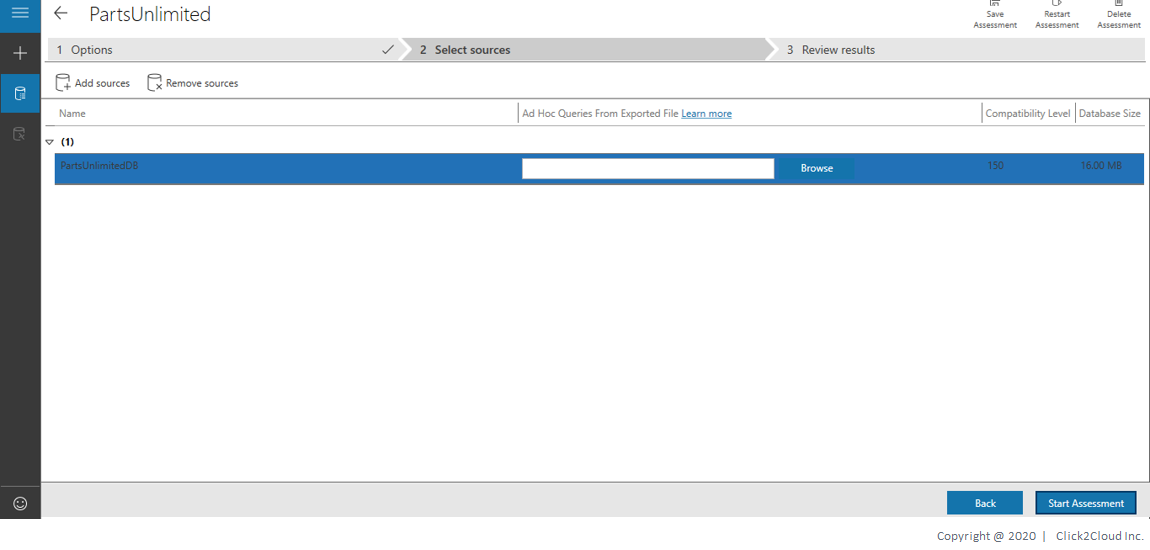 PartsUnlimited
Save Assessment
Restart Assessment
Delete Assessment
1 Options
2 Select sources
3 Review results
Add sources
Remove sources
Name
Ad Hoc Queries From Exported File Learn more
Compatibility Level
Database Size
(1)
PartsUnlimitedDB
Browse
150
16.00 MB
Back
Start Assessment
Copyright @ 2020 | Click2Cloud Inc.